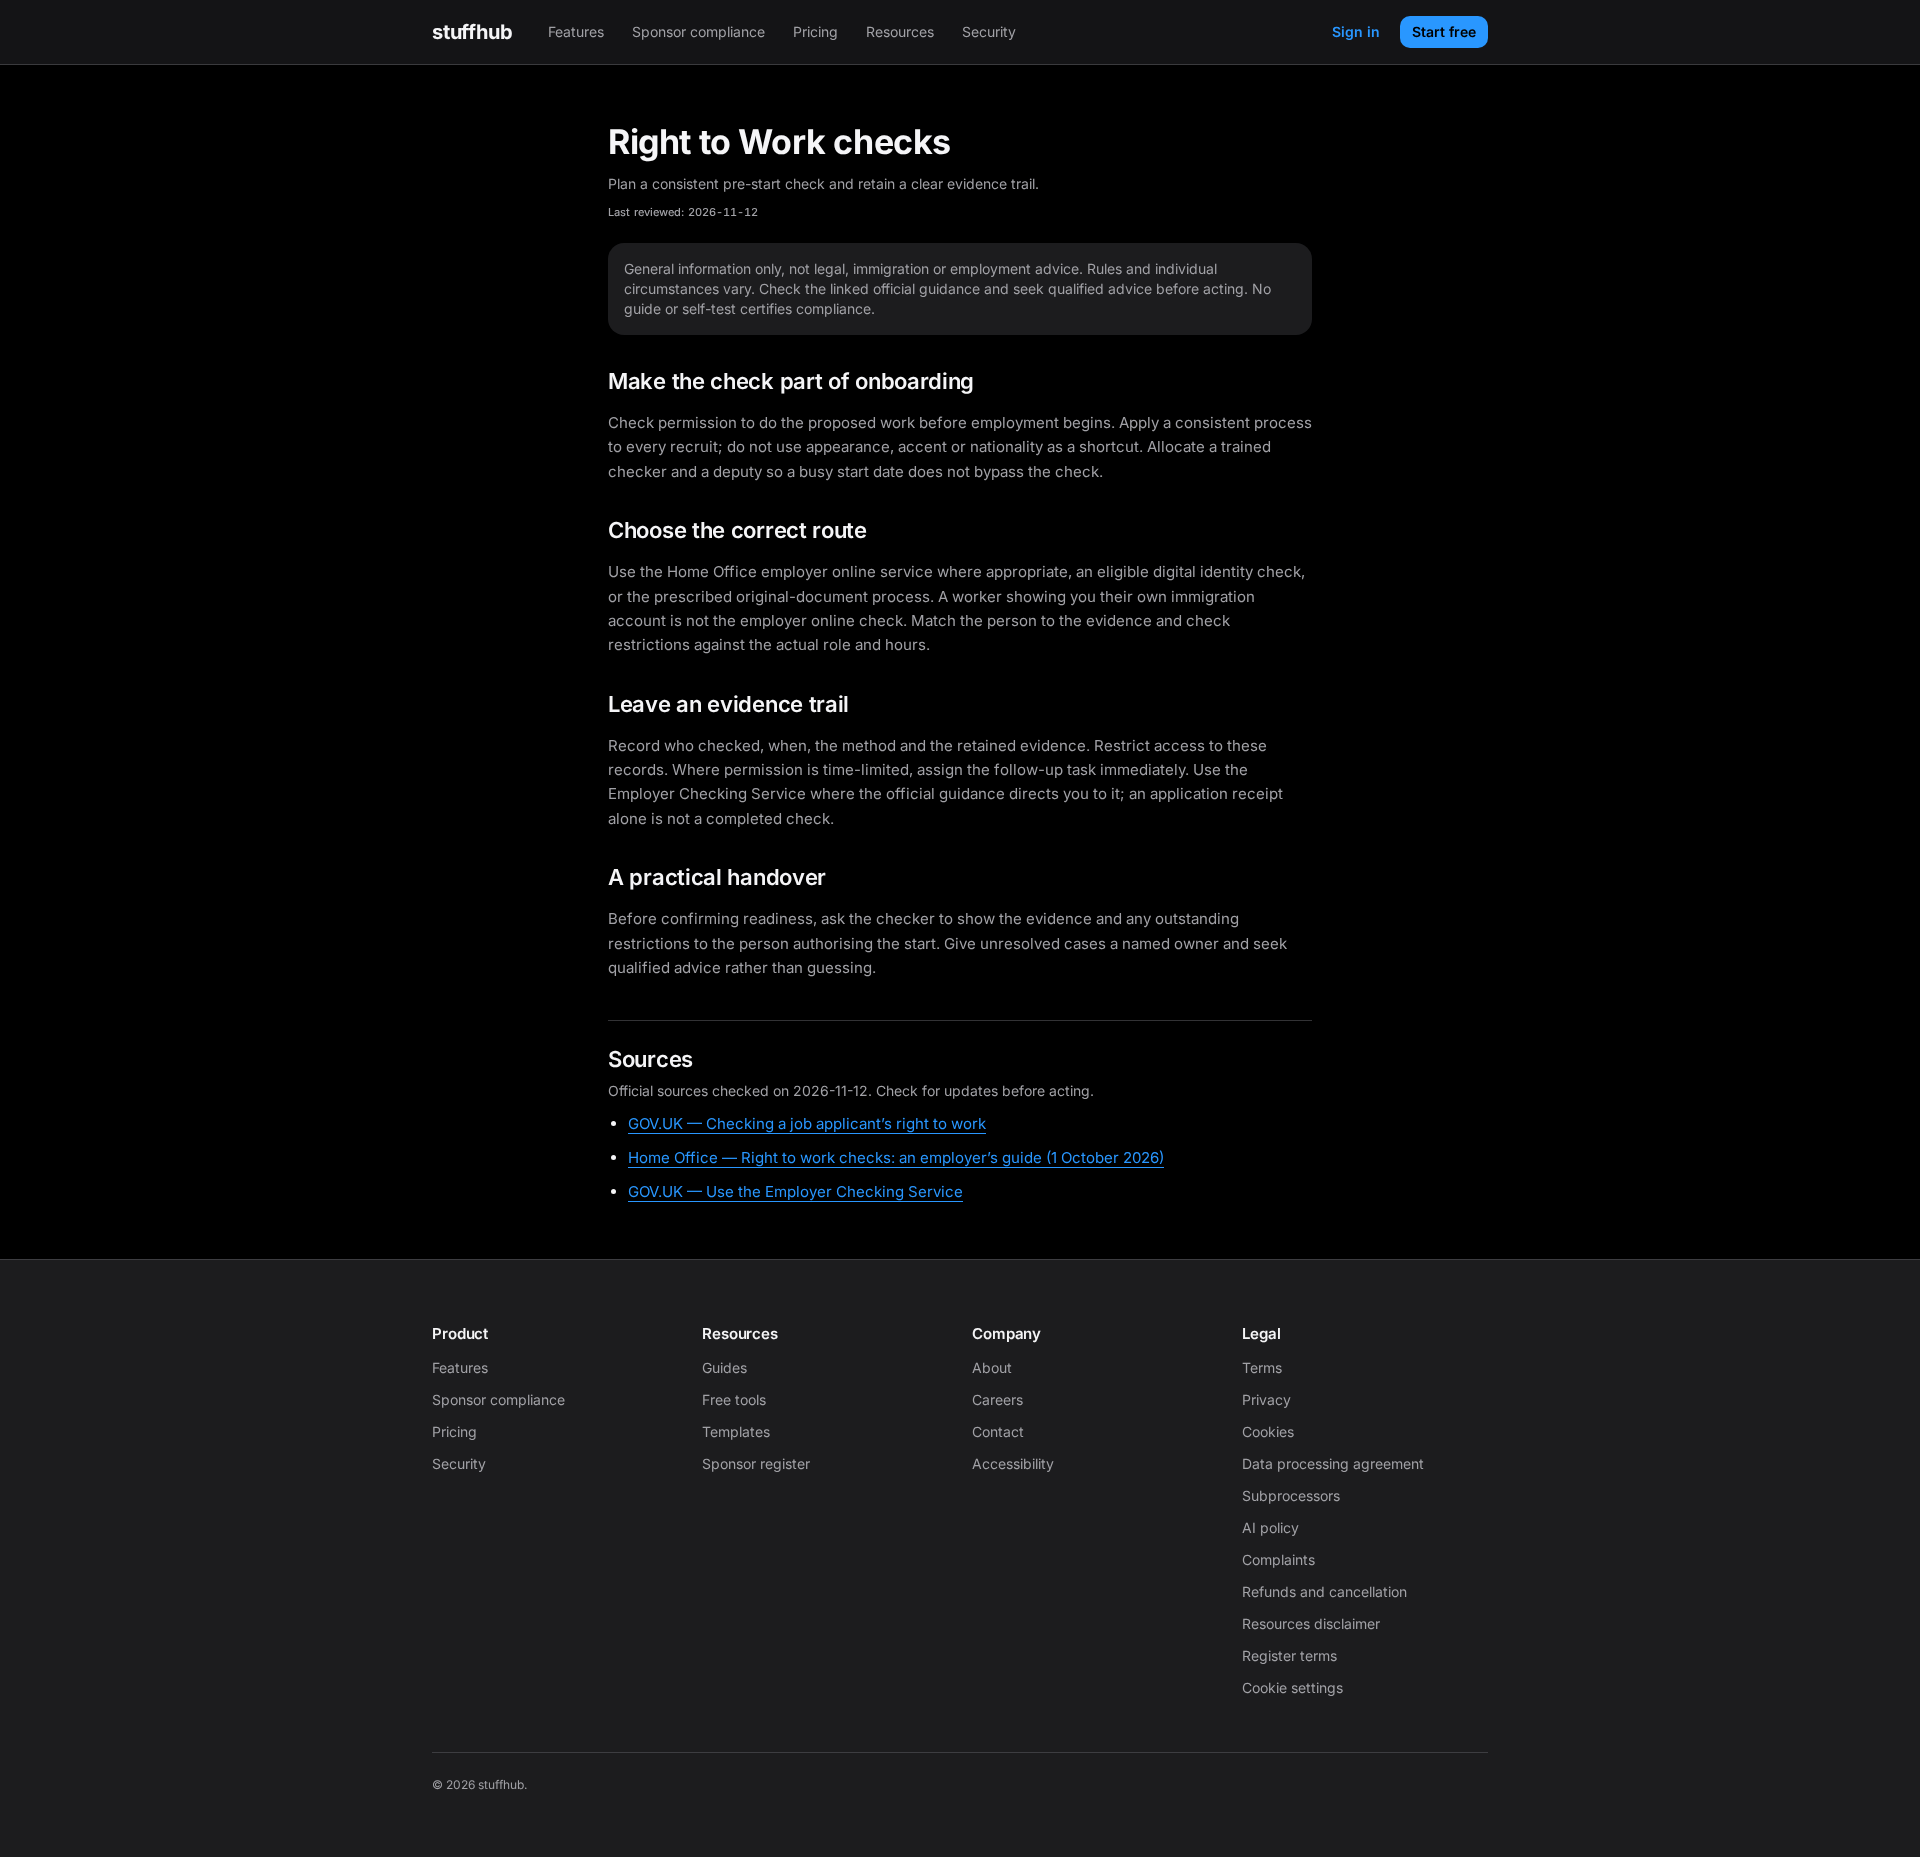 stuffhub
Features
Sponsor compliance
Pricing
Resources
Security
Sign in
Start free
Right to Work checks
Plan a consistent pre-start check and retain a clear evidence trail.
Last reviewed: 2026-11-12
General information only, not legal, immigration or employment advice. Rules and individual
circumstances vary. Check the linked official guidance and seek qualified advice before acting. No
guide or self-test certifies compliance.
Make the check part of onboarding
Check permission to do the proposed work before employment begins. Apply a consistent process
to every recruit; do not use appearance, accent or nationality as a shortcut. Allocate a trained
checker and a deputy so a busy start date does not bypass the check.
Choose the correct route
Use the Home Office employer online service where appropriate, an eligible digital identity check,
or the prescribed original-document process. A worker showing you their own immigration
account is not the employer online check. Match the person to the evidence and check
restrictions against the actual role and hours.
Leave an evidence trail
Record who checked, when, the method and the retained evidence. Restrict access to these
records. Where permission is time-limited, assign the follow-up task immediately. Use the
Employer Checking Service where the official guidance directs you to it; an application receipt
alone is not a completed check.
A practical handover
Before confirming readiness, ask the checker to show the evidence and any outstanding
restrictions to the person authorising the start. Give unresolved cases a named owner and seek
qualified advice rather than guessing.
Sources
Official sources checked on 2026-11-12. Check for updates before acting.
GOV.UK — Checking a job applicant’s right to work
Home Office — Right to work checks: an employer’s guide (1 October 2026)
GOV.UK — Use the Employer Checking Service
Product
Features
Sponsor compliance
Pricing
Security
Resources
Guides
Free tools
Templates
Sponsor register
Company
About
Careers
Contact
Accessibility
Legal
Terms
Privacy
Cookies
Data processing agreement
Subprocessors
AI policy
Complaints
Refunds and cancellation
Resources disclaimer
Register terms
Cookie settings
© 2026 stuffhub.